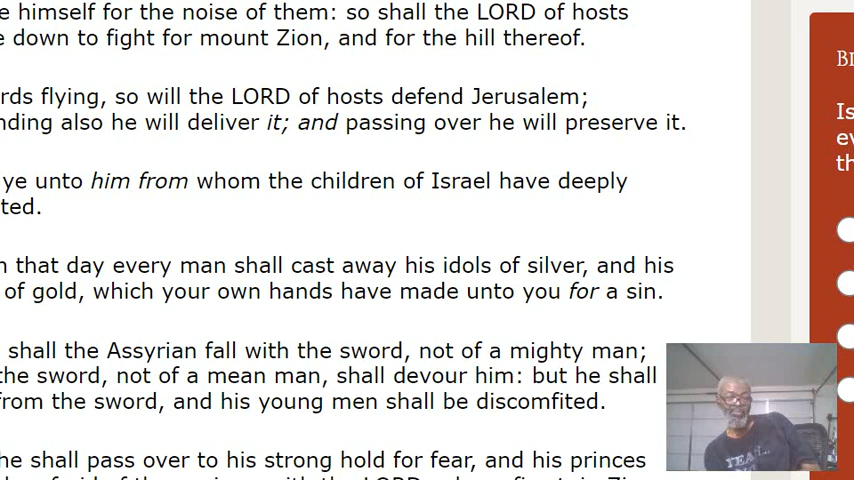 e himself for the noise of them: so shall the LORD of hosts
e down to fight for mount Zion, and for the hill thereof.
rds flying, so will the LORD of hosts defend Jerusalem;
nding also he will deliver it; and passing over he will preserve it.
ye unto him from whom the children of Israel have deeply
ted.
n that day every man shall cast away his idols of silver, and his
of gold, which your own hands have made unto you for a sin.
shall the Assyrian fall with the sword, not of a mighty man;
the sword, not of a mean man, shall devour him: but he shall
from the sword, and his young men shall be discomfited.
he shall pass over to his strong hold for fear, and his princes
Is
ev
th
YEAH,